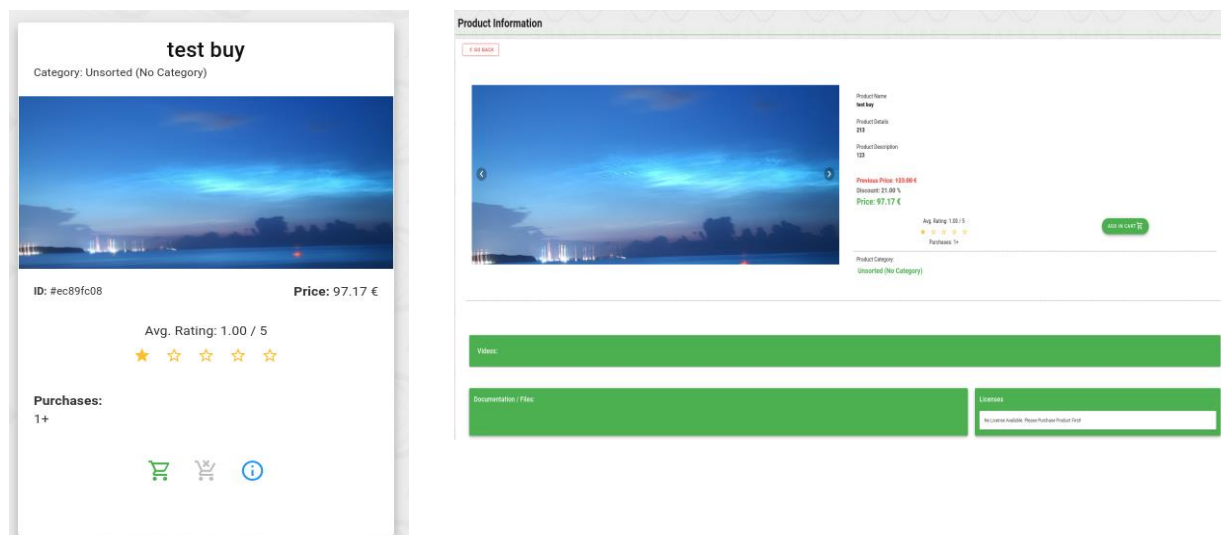 test buy
Category: Unsorted (No Category)
ID: #ec89fc08
Price: 97.17 €
Avg. Rating: 1.00 / 5
Purchases:
1+
Product Information
GO BACK
Product Name
test buy
Product Details
213
Product Description
123
Previous Price: 123.00 €
Discount: 21.00 %
Price: 97.17 €
Avg. Rating: 1.00 / 5
Purchases: 1+
ADD IN CART
Product Category:
Unsorted (No Category)
Videos:
Documentation / Files:
Licenses
No License Available. Please Purchase Product First!